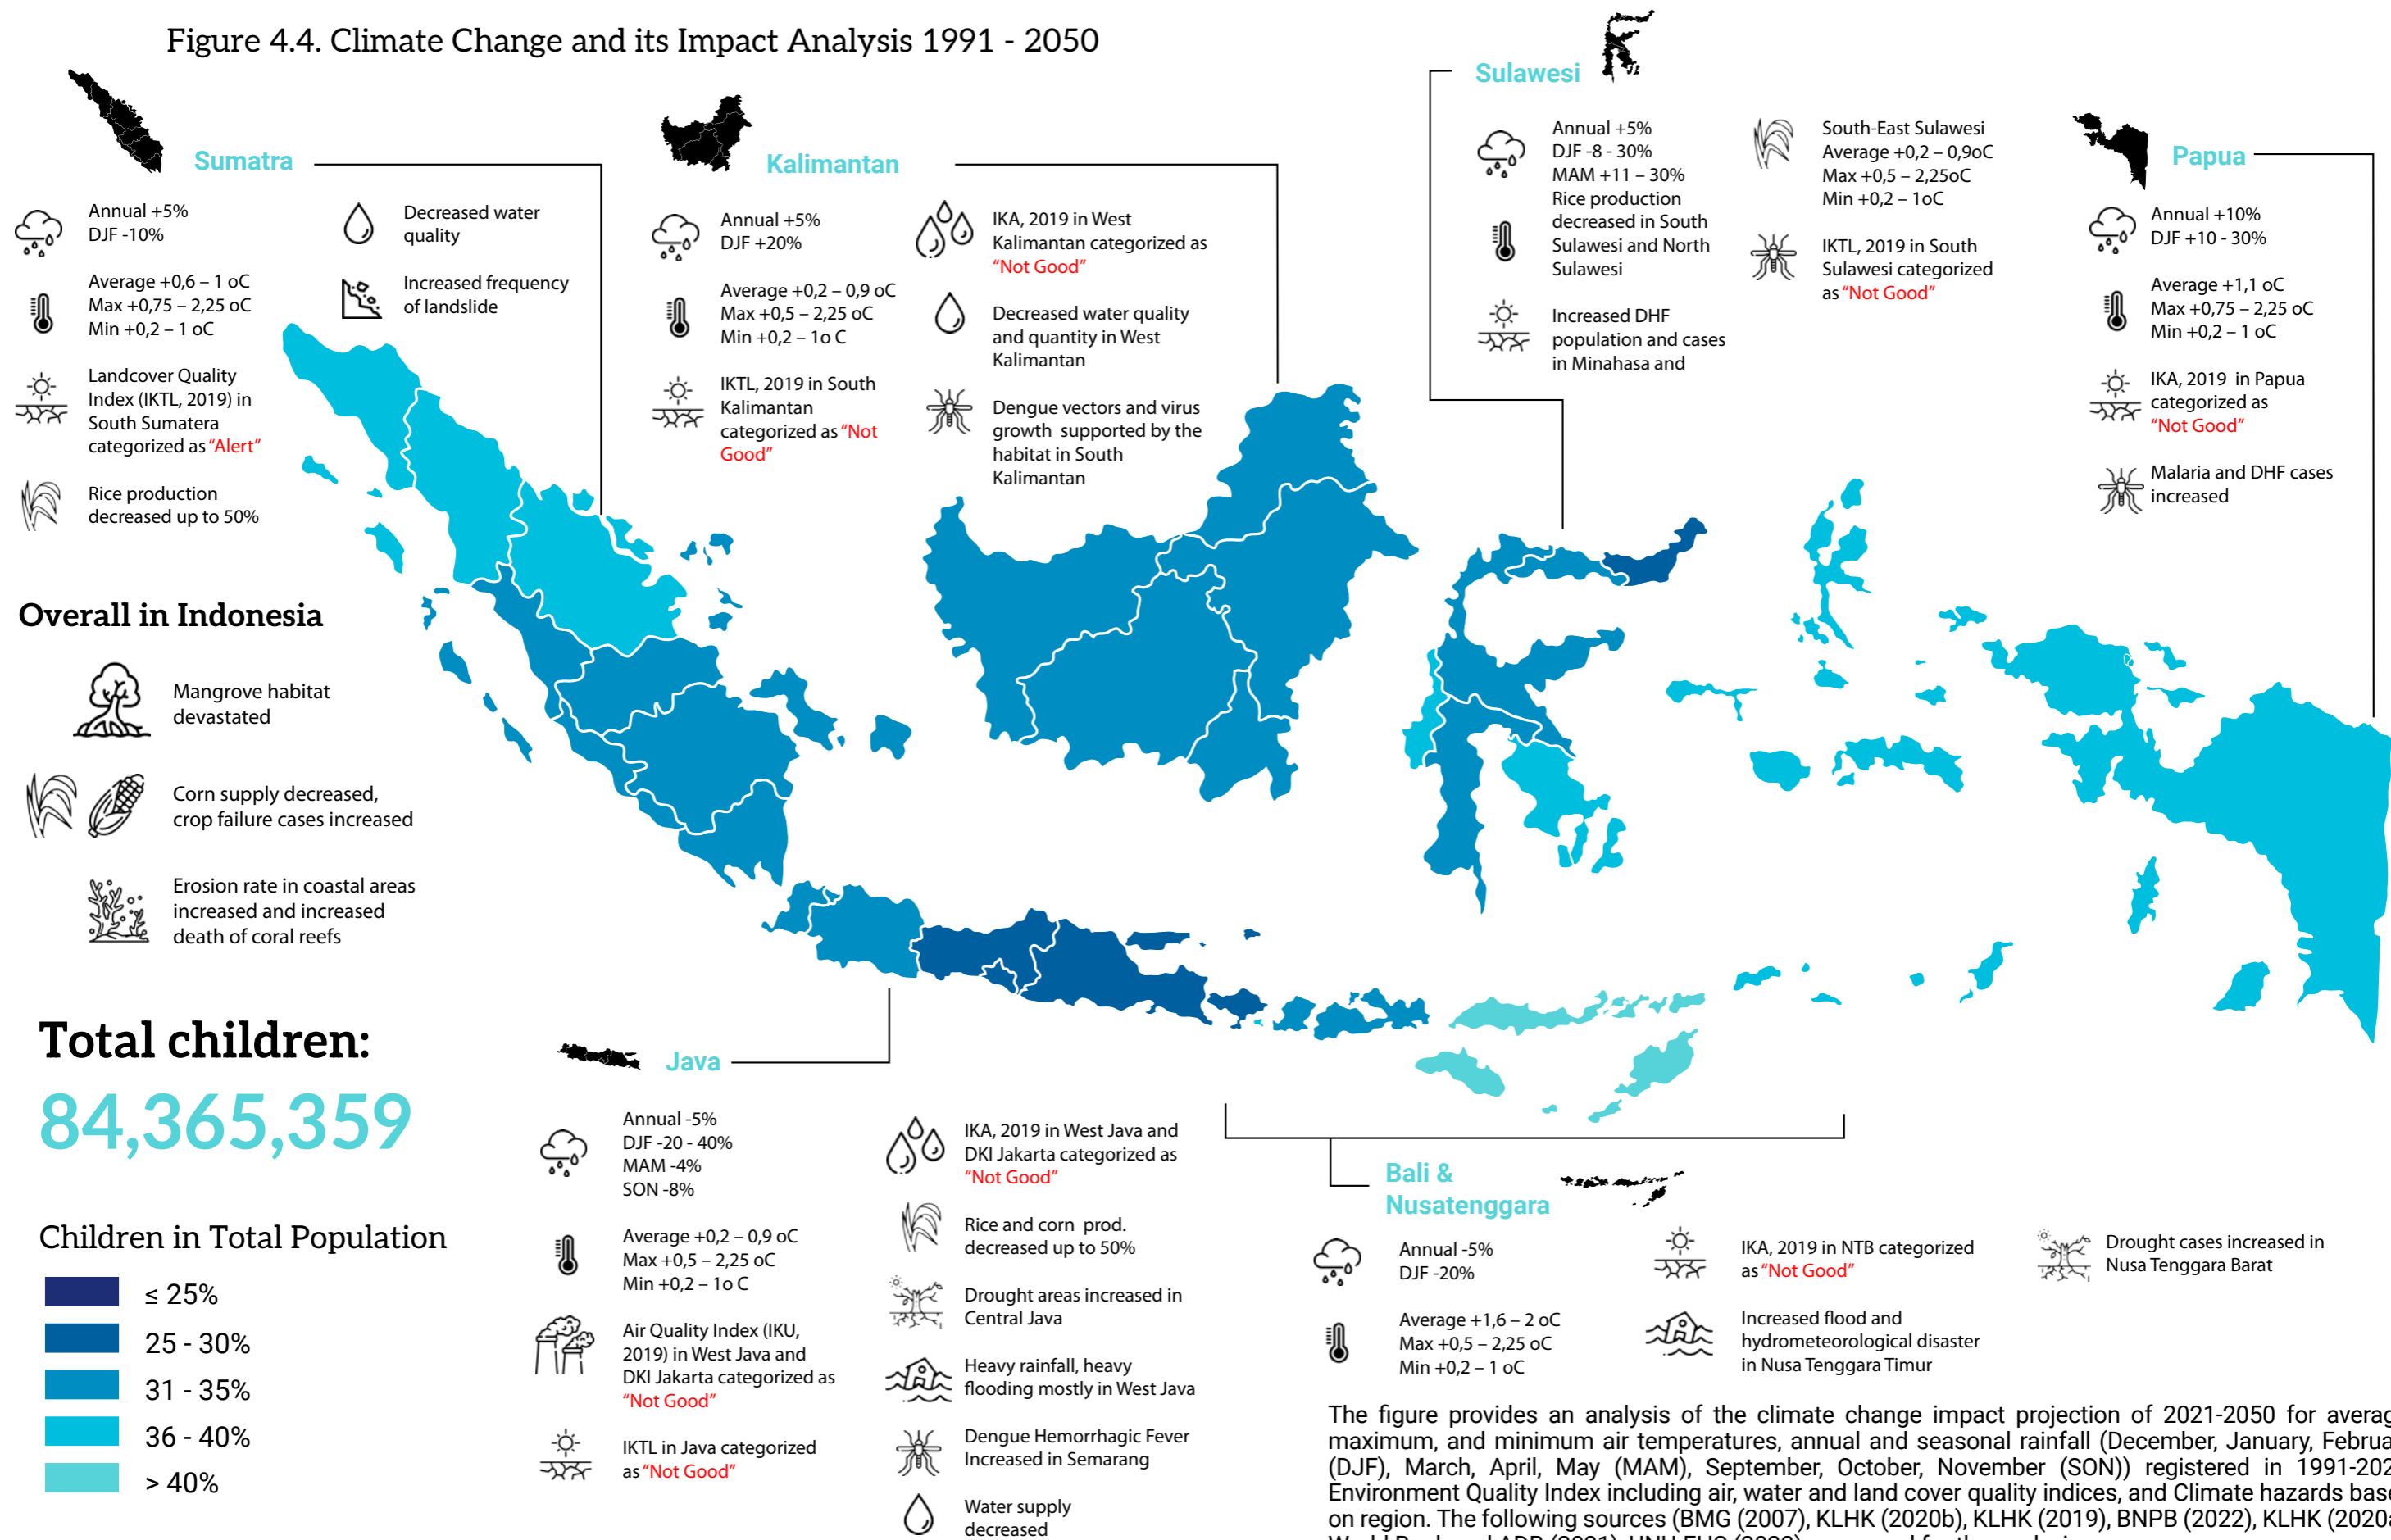 Figure 4.4. Climate Change and its Impact Analysis 1991 - 2050
Sumatra
Annual +5%
DJF -10%
Average +0,6 – 1 oC
Max +0,75 – 2,25 oC
Min +0,2 – 1 oC
Landcover Quality
Index (IKTL, 2019) in
South Sumatera
categorized as “Alert”
Rice production
decreased up to 50%
Decreased water
quality
Increased frequency
of landslide
Kalimantan
Annual +5%
DJF +20%
Average +0,2 – 0,9 oC
Max +0,5 – 2,25 oC
Min +0,2 – 1o C
IKTL, 2019 in South
Kalimantan
categorized as “Not
Good”
IKA, 2019 in West
Kalimantan categorized as
“Not Good”
Decreased water quality
and quantity in West
Kalimantan
Dengue vectors and virus
growth supported by the
habitat in South
Kalimantan
Sulawesi
Annual +5%
DJF -8 - 30%
MAM +11 – 30%
Rice production
decreased in South
Sulawesi and North
Sulawesi
Increased DHF
population and cases
in Minahasa and
South-East Sulawesi
Average +0,2 – 0,9oC
Max +0,5 – 2,25oC
Min +0,2 – 1oC
IKTL, 2019 in South
Sulawesi categorized
as “Not Good”
Papua
Annual +10%
DJF +10 - 30%
Average +1,1 oC
Max +0,75 – 2,25 oC
Min +0,2 – 1 oC
IKA, 2019 in Papua
categorized as
“Not Good”
Malaria and DHF cases
increased
Overall in Indonesia
Mangrove habitat
devastated
Corn supply decreased,
crop failure cases increased
Erosion rate in coastal areas
increased and increased
death of coral reefs
Total children:
84,365,359
Children in Total Population
≤ 25%
25 - 30%
31 - 35%
36 - 40%
> 40%
Java
Annual -5%
DJF -20 - 40%
MAM -4%
SON -8%
Average +0,2 – 0,9 oC
Max +0,5 – 2,25 oC
Min +0,2 – 1o C
Air Quality Index (IKU,
2019) in West Java and
DKI Jakarta categorized as
“Not Good”
IKTL in Java categorized
as “Not Good”
IKA, 2019 in West Java and
DKI Jakarta categorized as
“Not Good”
Rice and corn prod.
decreased up to 50%
Drought areas increased in
Central Java
Heavy rainfall, heavy
flooding mostly in West Java
Dengue Hemorrhagic Fever
Increased in Semarang
Water supply
decreased
Bali &
Nusatenggara
Annual -5%
DJF -20%
Average +1,6 – 2 oC
Max +0,5 – 2,25 oC
Min +0,2 – 1 oC
IKA, 2019 in NTB categorized
as “Not Good”
Increased flood and
hydrometeorological disaster
in Nusa Tenggara Timur
Drought cases increased in
Nusa Tenggara Barat
The figure provides an analysis of the climate change impact projection of 2021-2050 for averag
maximum, and minimum air temperatures, annual and seasonal rainfall (December, January, Februa
(DJF), March, April, May (MAM), September, October, November (SON)) registered in 1991-202
Environment Quality Index including air, water and land cover quality indices, and Climate hazards base
on region. The following sources (BMG (2007), KLHK (2020b), KLHK (2019), BNPB (2022), KLHK (2020a